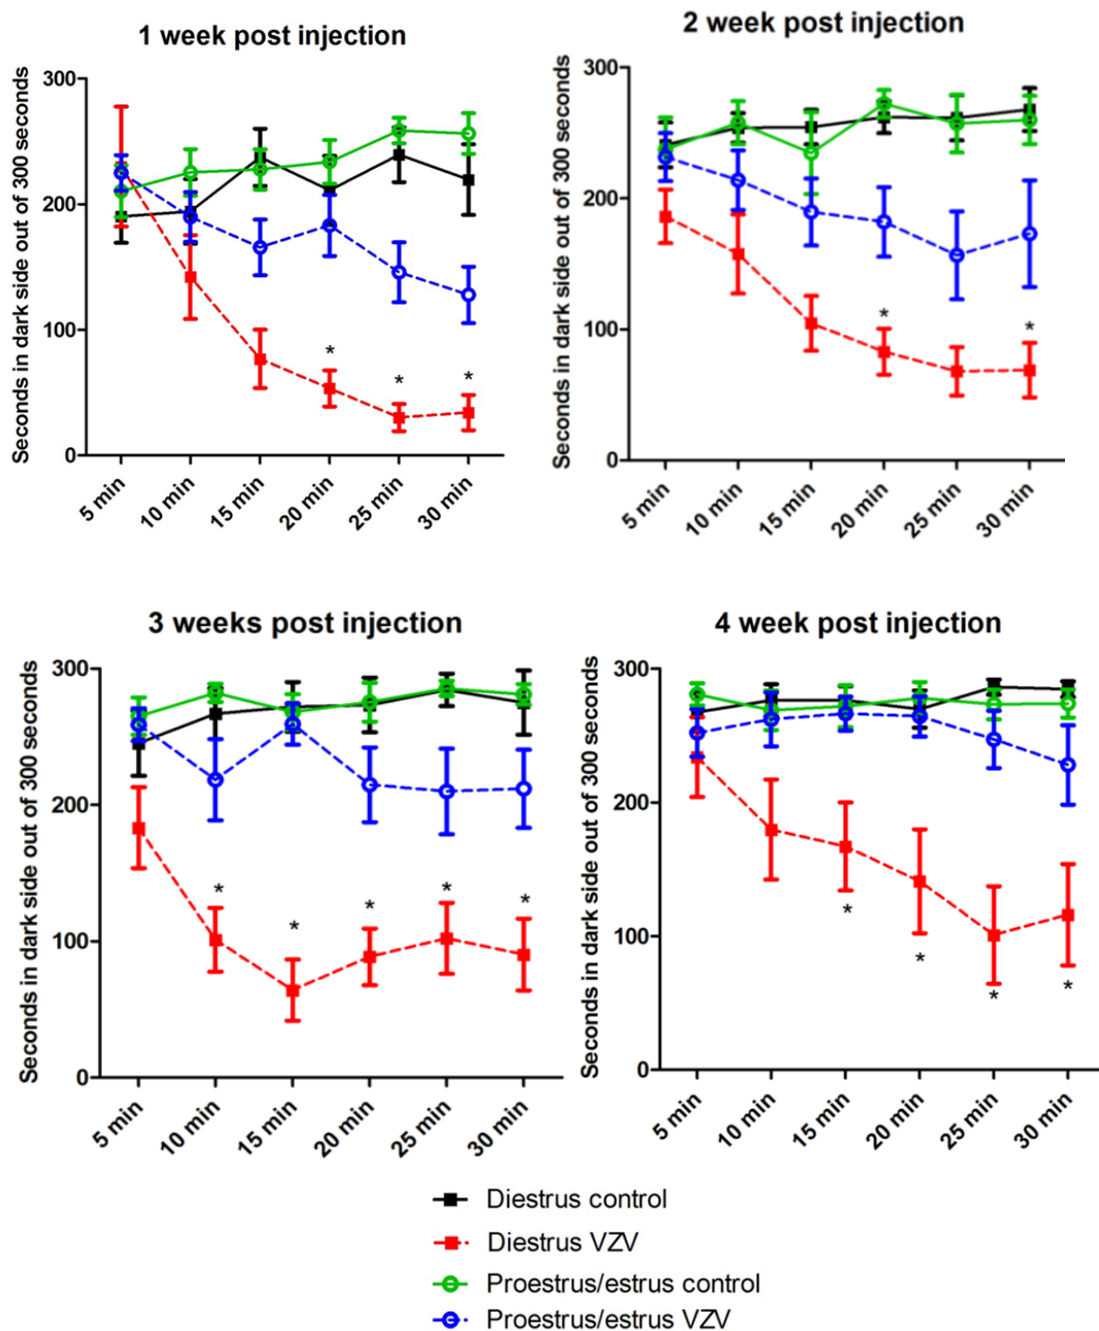 1 week post injection
Seconds in dark side out of 300 seconds
300
200
100
0
*
*
*
5 min
10 min
15 min
20 min
25 min
30 min
2 week post injection
Seconds in dark side out of 300 seconds
300
200
100
0
*
*
5 min
10 min
15 min
20 min
25 min
30 min
3 weeks post injection
Seconds in dark side out of 300 seconds
300
200
100
0
*
*
*
*
*
5 min
10 min
15 min
20 min
25 min
30 min
4 week post injection
Seconds in dark side out of 300 seconds
300
200
100
0
*
*
*
*
5 min
10 min
15 min
20 min
25 min
30 min
Diestrus control
Diestrus VZV
Proestrus/estrus control
Proestrus/estrus VZV